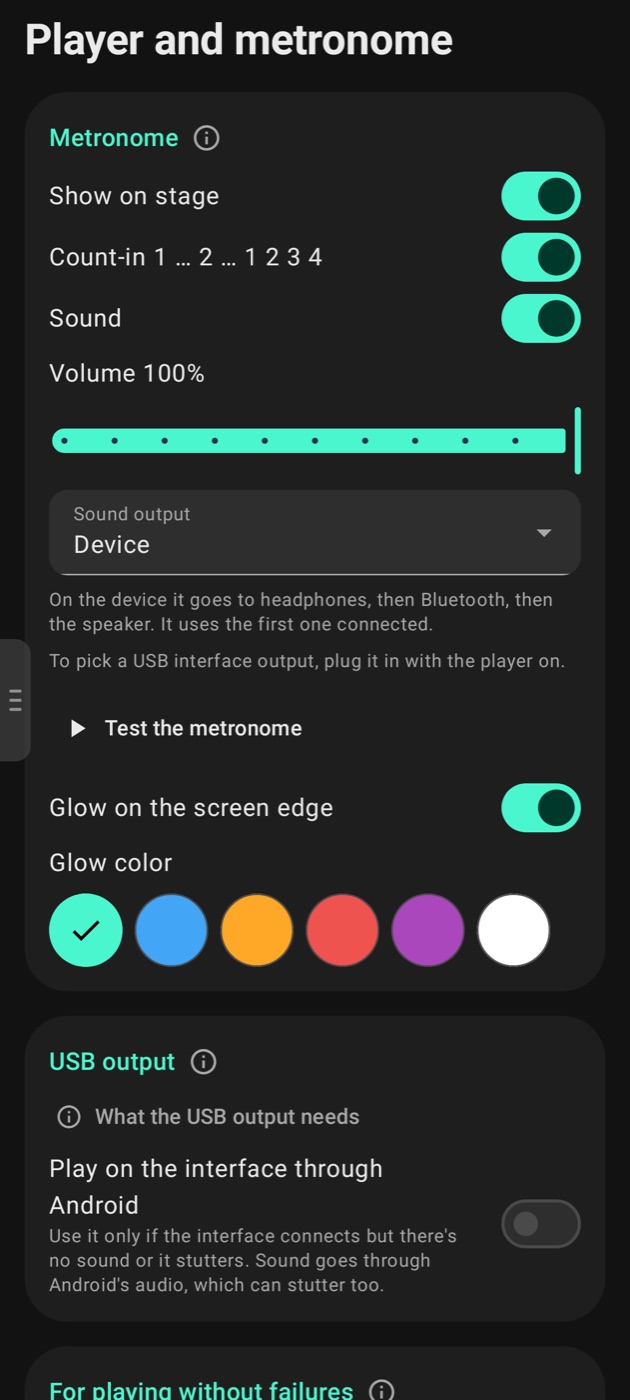 Player and metronome
Metronome
Show on stage
Count-in 1 ... 2 ... 1 2 3 4
Sound
Volume 100%
Sound output
Device
On the device it goes to headphones, then Bluetooth, then
the speaker. It uses the first one connected.
To pick a USB interface output, plug it in with the player on.
Test the metronome
Glow on the screen edge
Glow color
USB output
What the USB output needs
Play on the interface through
Android
Use it only if the interface connects but there's
no sound or it stutters. Sound goes through
Android's audio, which can stutter too.
For playing without failures